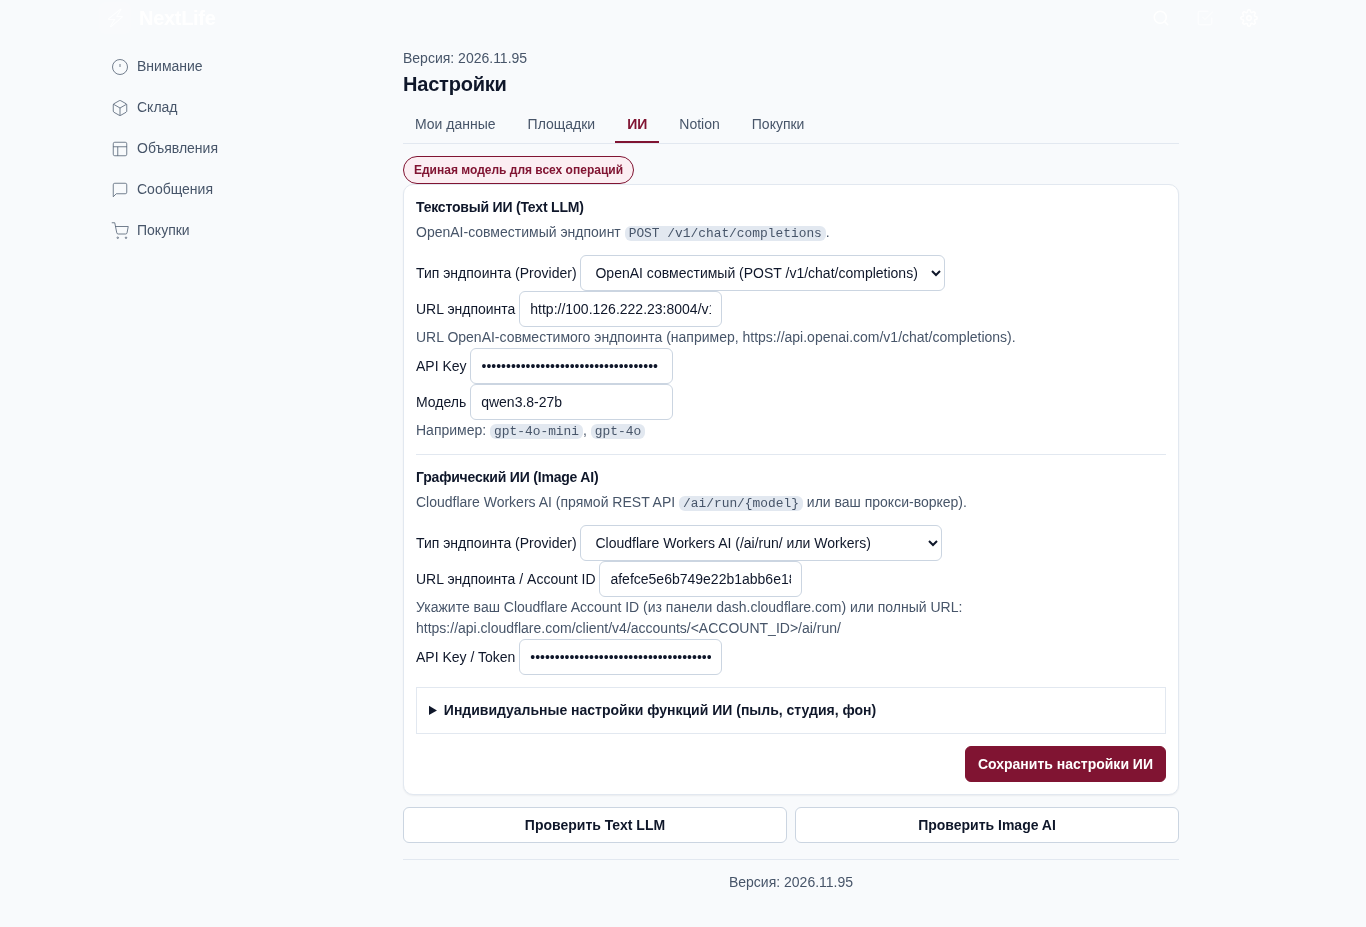 NextLife
Внимание
Склад
Объявления
Сообщения
Покупки
Версия: 2026.11.95
Настройки
Мои данные Площадки ИИ Notion Покупки
Единая модель для всех операций
Текстовый ИИ (Text LLM)
OpenAI-совместимый эндпоинт POST /v1/chat/completions.
Тип эндпоинта (Provider) OpenAI совместимый (POST /v1/chat/completions)
URL эндпоинта http://100.126.222.23:8004/v1
URL OpenAI-совместимого эндпоинта (например, https://api.openai.com/v1/chat/completions).
API Key ••••••••••••••••••••••••••••••••••••
Модель qwen3.8-27b
Например: gpt-4o-mini, gpt-4o
Графический ИИ (Image AI)
Cloudflare Workers AI (прямой REST API /ai/run/{model} или ваш прокси-воркер).
Тип эндпоинта (Provider) Cloudflare Workers AI (/ai/run/ или Workers)
URL эндпоинта / Account ID afefce5e6b749e22b1abb6e18
Укажите ваш Cloudflare Account ID (из панели dash.cloudflare.com) или полный URL:
https://api.cloudflare.com/client/v4/accounts/<ACCOUNT_ID>/ai/run/
API Key / Token •••••••••••••••••••••••••••••••••••••
Индивидуальные настройки функций ИИ (пыль, студия, фон)
Сохранить настройки ИИ
Проверить Text LLM Проверить Image AI
Версия: 2026.11.95